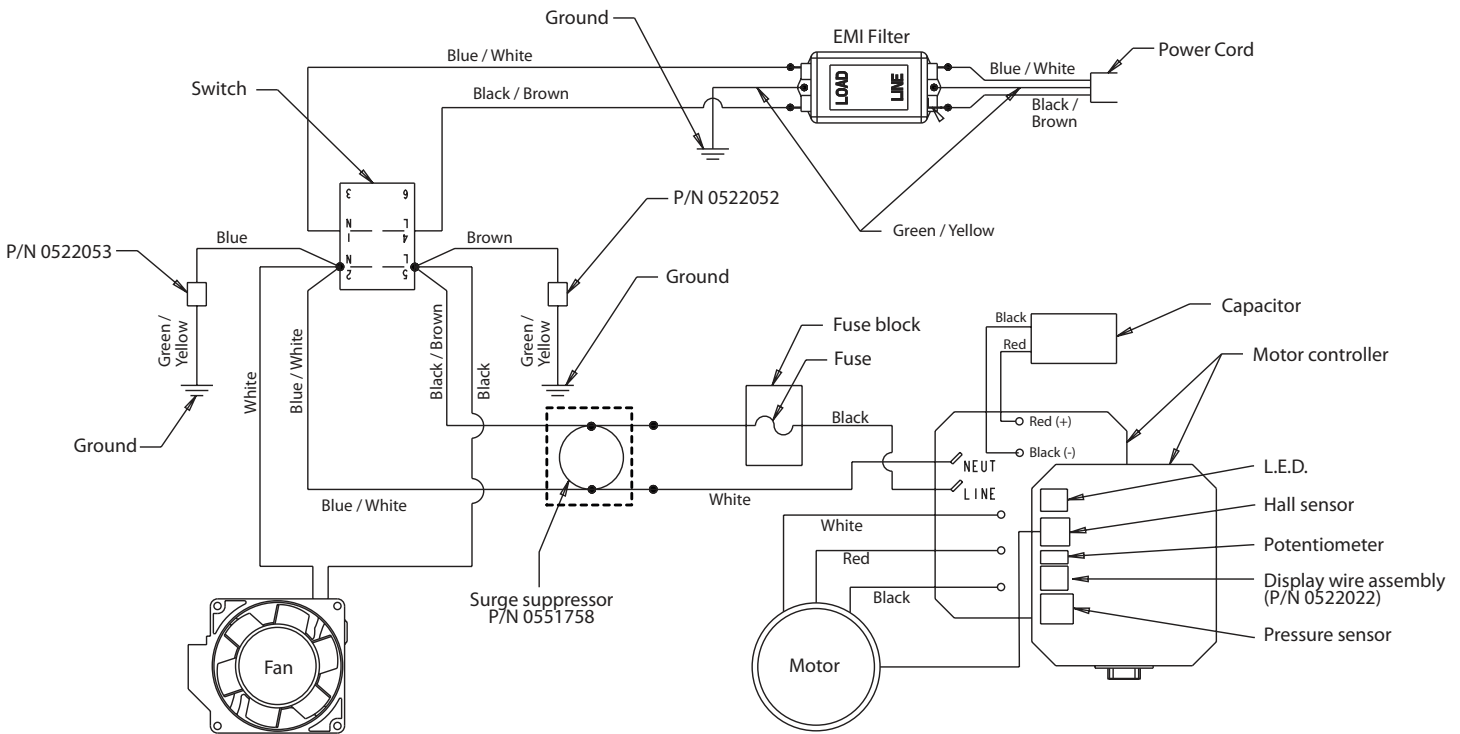 Ground
EMI Filter
Power Cord
Blue / White
Blue / White
Switch
LOAD
LINE
Black / Brown
Black /
Brown
Ground
3
6
P/N 0522052
N
L
1
4
Green / Yellow
P/N 0522053
Blue
Brown
N
L
2
5
Ground
Green /
Yellow
Green /
Yellow
Capacitor
Black
Red
Fuse block
Fuse
Motor controller
White
Blue / White
Black / Brown
Black
Black
Red (+)
Black (-)
Ground
NEUT
LINE
L.E.D.
Blue / White
White
Hall sensor
White
Potentiometer
Red
Display wire assembly
(P/N 0522022)
Black
Surge suppressor
P/N 0551758
Pressure sensor
Fan
Motor